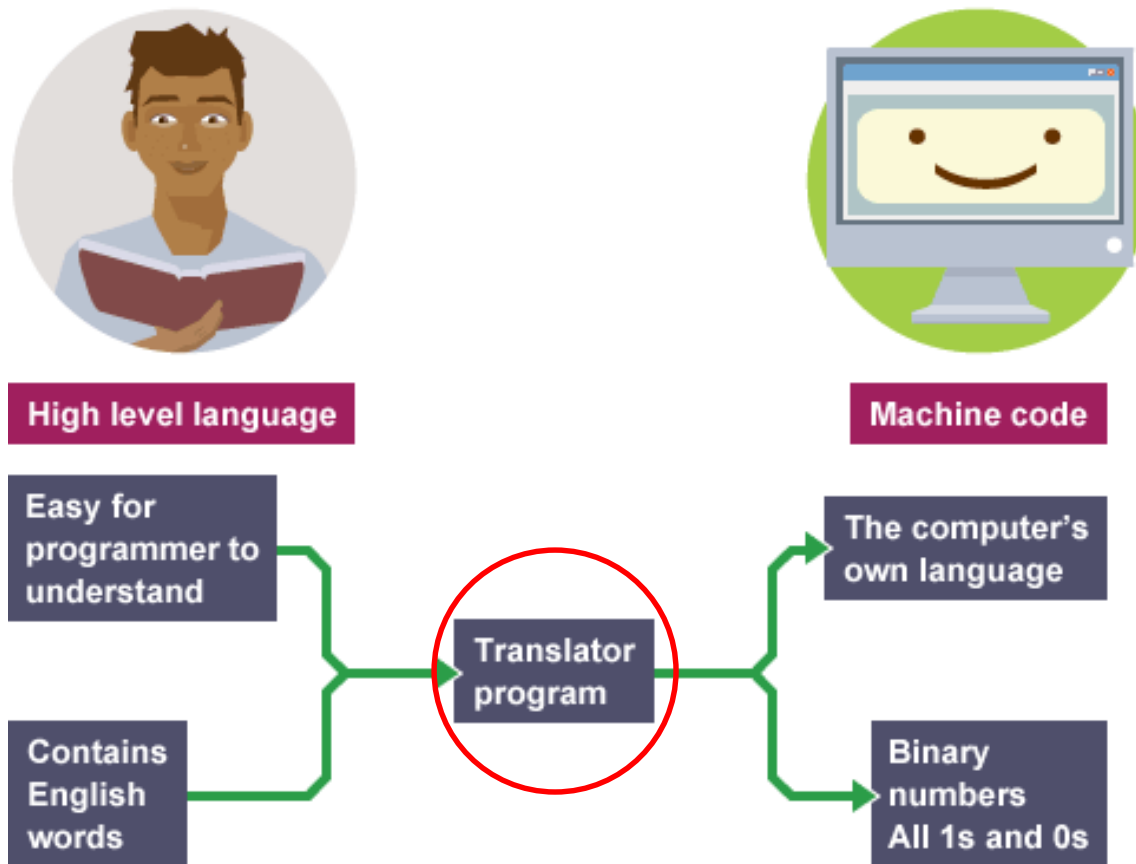 High level language
Machine code
Easy for
programmer to
understand
The computer's
own language
Translator
program
Contains
English
words
Binary
numbers
All 1s and 0s